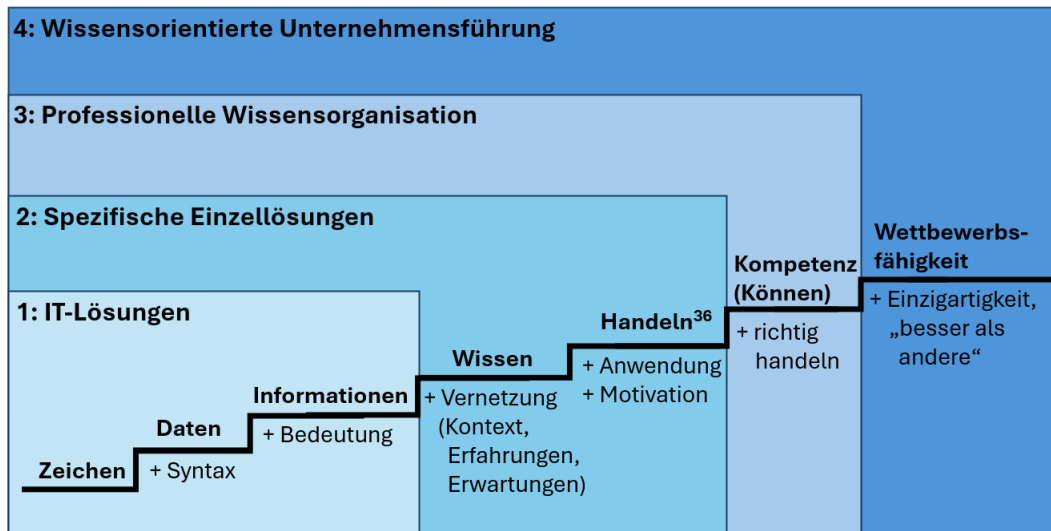 4: Wissensorientierte Unternehmensführung
3: Professionelle Wissensorganisation
2: Spezifische Einzellösungen
1: IT-Lösungen
Zeichen
Daten
+ Syntax
Informationen
+ Bedeutung
Wissen
+ Vernetzung
(Kontext,
Erfahrungen,
Erwartungen)
Handeln³⁶
+ Anwendung
+ Motivation
Kompetenz
(Können)
+ richtig
handeln
Wettbewerbs-
fähigkeit
+ Einzigartigkeit,
„besser als
andere“